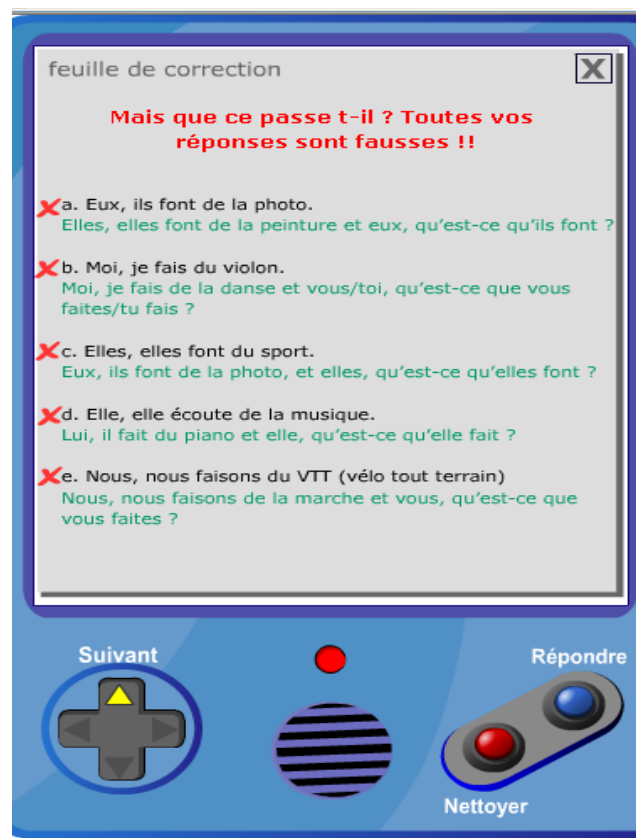 feuille de correction
X
Mais que ce passe t-il ? Toutes vos
réponses sont fausses !!
a. Eux, ils font de la photo.
Elles, elles font de la peinture et eux, qu'est-ce qu'ils font ?
b. Moi, je fais du violon.
Moi, je fais de la danse et vous/toi, qu'est-ce que vous
faites/tu fais ?
c. Elles, elles font du sport.
Eux, ils font de la photo, et elles, qu'est-ce qu'elles font ?
d. Elle, elle écoute de la musique.
Lui, il fait du piano et elle, qu'est-ce qu'elle fait ?
e. Nous, nous faisons du VTT (vélo tout terrain)
Nous, nous faisons de la marche et vous, qu'est-ce que
vous faites ?
Suivant
Répondre
Nettoyer